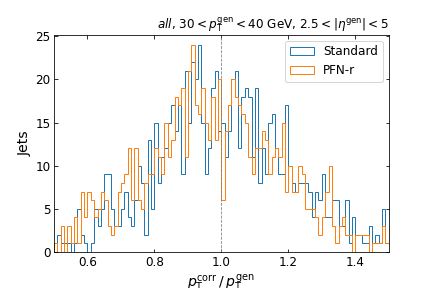 all, 30 < p_T^gen < 40 GeV, 2.5 < |η^gen| < 5
25
Standard
PFN-r
20
15
Jets
10
5
0
0.6 0.8 1.0 1.2 1.4
p_T^corr / p_T^gen